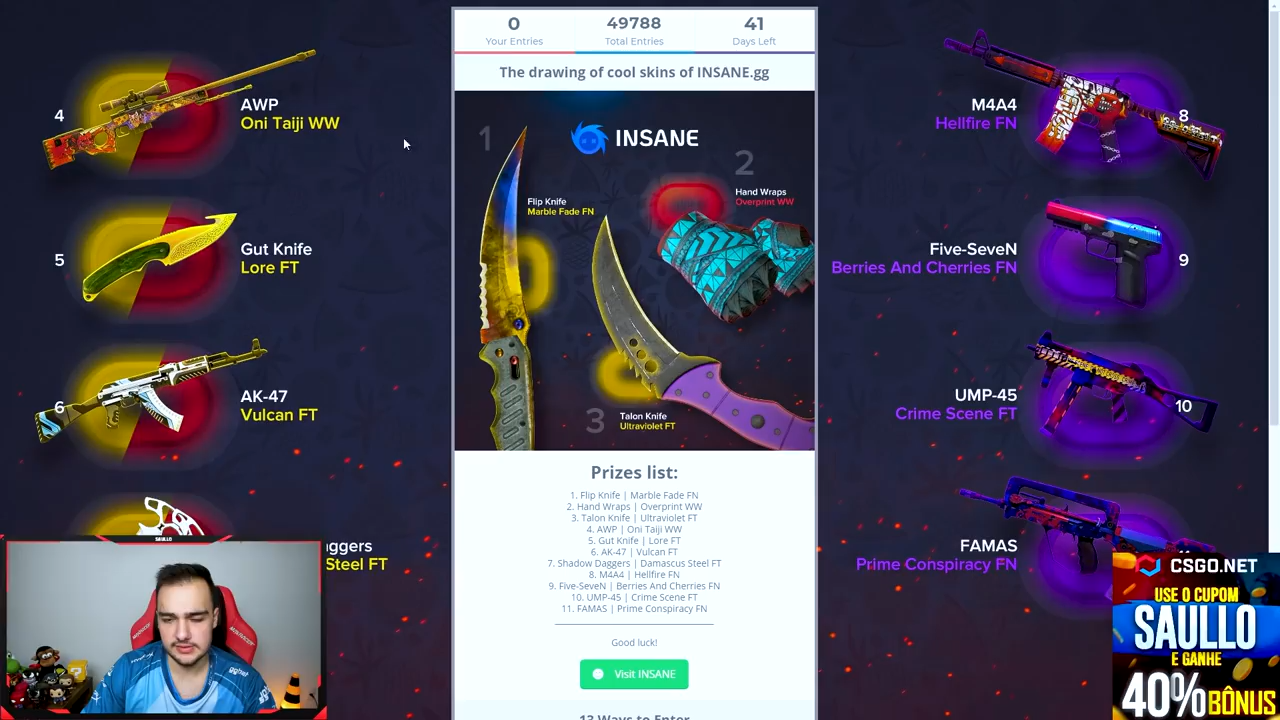 0
Your Entries
49788
Total Entries
41
Days Left
The drawing of cool skins of INSANE.gg
4
AWP
Oni Taiji WW
5
Gut Knife
Lore FT
6
AK-47
Vulcan FT
aggers
Steel FT
INSANE
1
Flip Knife
Marble Fade FN
2
Hand Wraps
Overprint WW
3
Talon Knife
Ultraviolet FT
Prizes list:
1. Flip Knife | Marble Fade FN
2. Hand Wraps | Overprint WW
3. Talon Knife | Ultraviolet FT
4. AWP | Oni Taiji WW
5. Gut Knife | Lore FT
6. AK-47 | Vulcan FT
7. Shadow Daggers | Damascus Steel FT
8. M4A4 | Hellfire FN
9. Five-SeveN | Berries And Cherries FN
10. UMP-45 | Crime Scene FT
11. FAMAS | Prime Conspiracy FN
Good luck!
Visit INSANE
13 Ways to Enter
M4A4
Hellfire FN
8
Five-SeveN
Berries And Cherries FN
9
UMP-45
Crime Scene FT
10
FAMAS
Prime Conspiracy FN
SAULLO
CSGO.NET
USE O CUPOM
SAULLO
E GANHE
40% BÔNUS